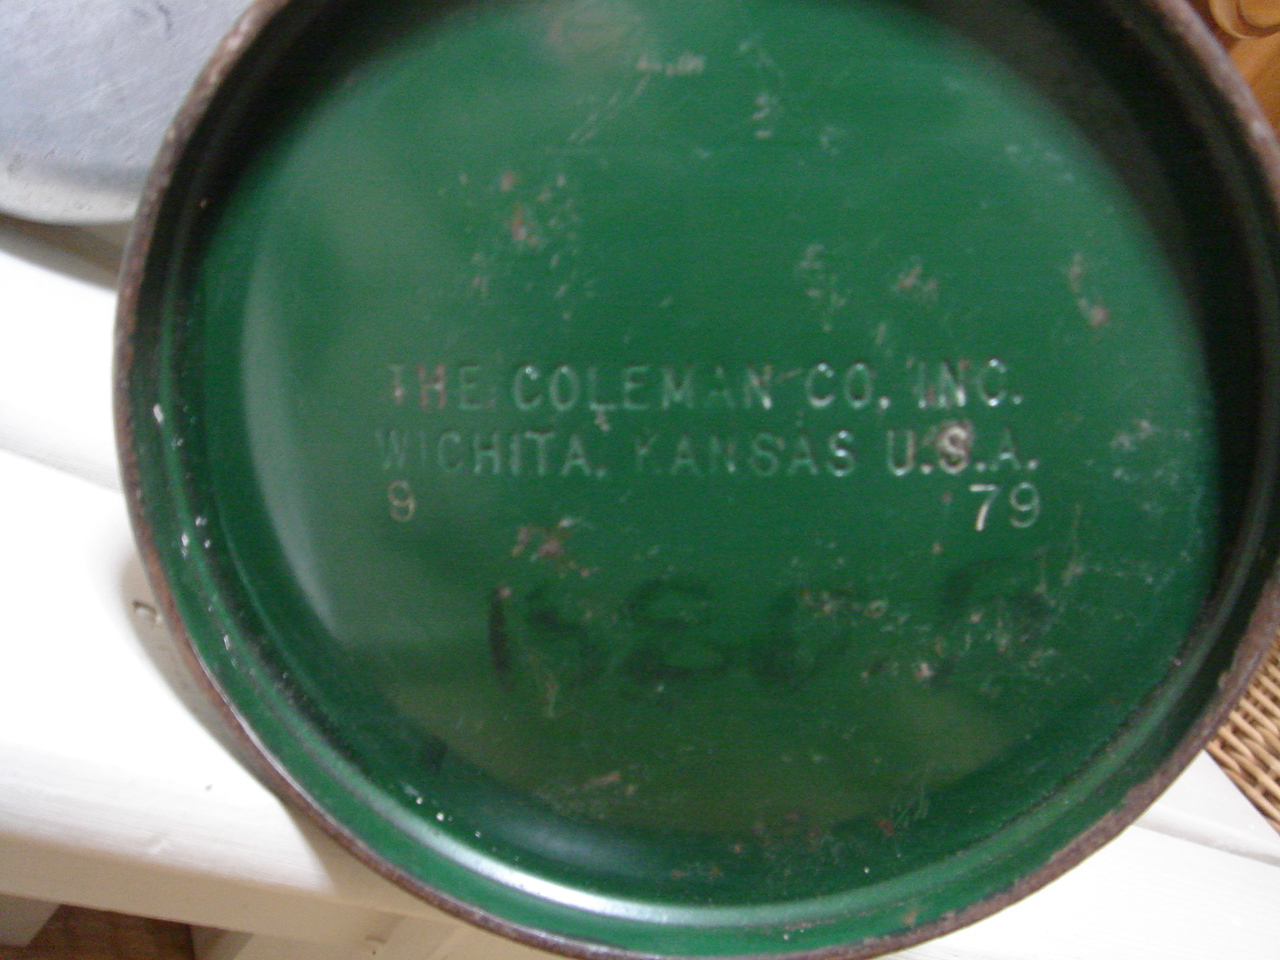 THE COLEMAN CO. INC.
WICHITA, KANSAS U.S.A.
9 79